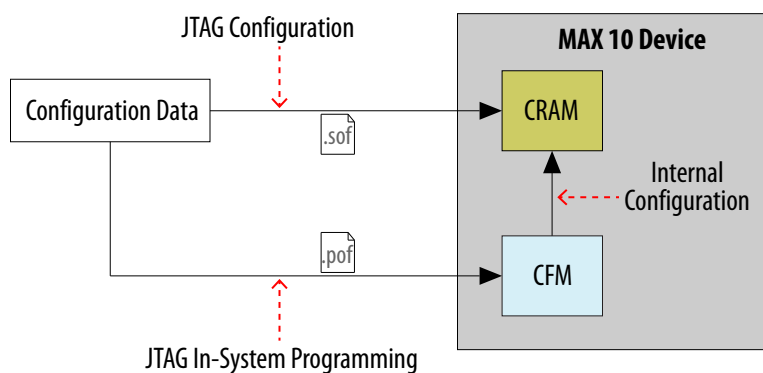 JTAG Configuration
MAX 10 Device
Configuration Data
CRAM
.sof
Internal
Configuration
.pof
CFM
JTAG In-System Programming